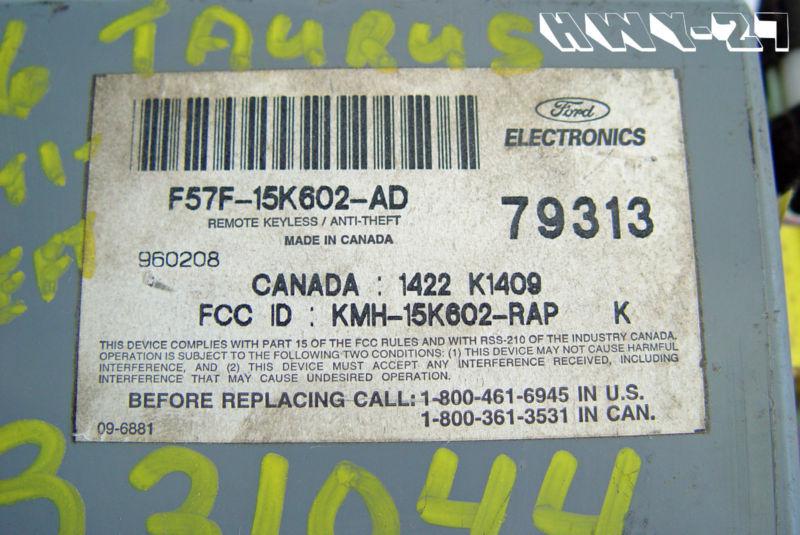 HWY-27
6 TAURUS
Ford
ELECTRONICS
F57F-15K602-AD
REMOTE KEYLESS / ANTI-THEFT
MADE IN CANADA
79313
960208
CANADA : 1422 K1409
FCC ID : KMH-15K602-RAP K
THIS DEVICE COMPLIES WITH PART 15 OF THE FCC RULES AND WITH RSS-210 OF THE INDUSTRY CANADA.
OPERATION IS SUBJECT TO THE FOLLOWING TWO CONDITIONS: (1) THIS DEVICE MAY NOT CAUSE HARMFUL
INTERFERENCE, AND (2) THIS DEVICE MUST ACCEPT ANY INTERFERENCE RECEIVED, INCLUDING
INTERFERENCE THAT MAY CAUSE UNDESIRED OPERATION.
BEFORE REPLACING CALL: 1-800-461-6945 IN U.S.
1-800-361-3531 IN CAN.
09-6881
B31044